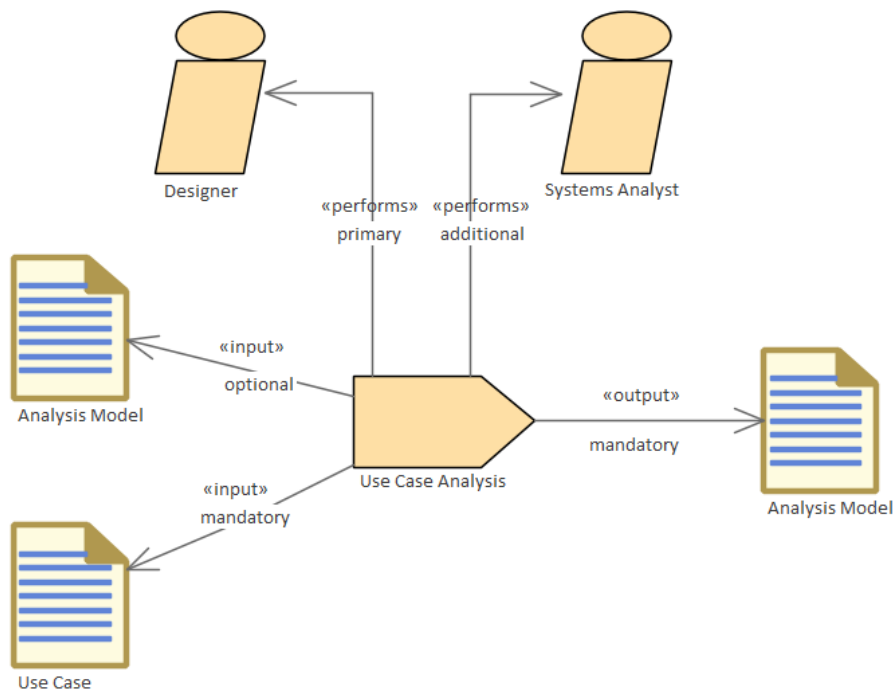 Designer
Systems Analyst
«performs»
primary
«performs»
additional
«input»
optional
Analysis Model
«output»
mandatory
Use Case Analysis
«input»
mandatory
Analysis Model
Use Case